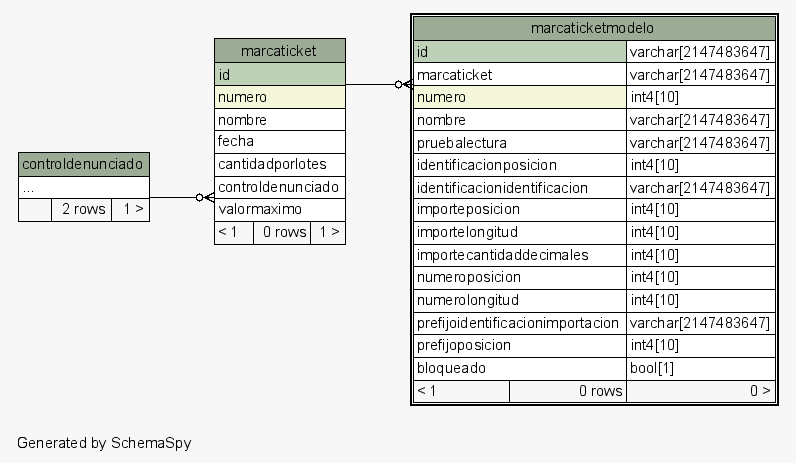 controldenunciado
...
2 rows 1 >
marcaticket
id
numero
nombre
fecha
cantidadporlotes
controldenunciado
valormaximo
< 1 0 rows 1 >
marcaticketmodelo
id varchar[2147483647]
marcaticket varchar[2147483647]
numero int4[10]
nombre varchar[2147483647]
pruebalectura varchar[2147483647]
identificacionposicion int4[10]
identificacionidentificacion varchar[2147483647]
importeposicion int4[10]
importelongitud int4[10]
importecantidaddecimales int4[10]
numeroposicion int4[10]
numerolongitud int4[10]
prefijoidentificacionimportacion varchar[2147483647]
prefijoposicion int4[10]
bloqueado bool[1]
< 1 0 rows 0 >
Generated by SchemaSpy